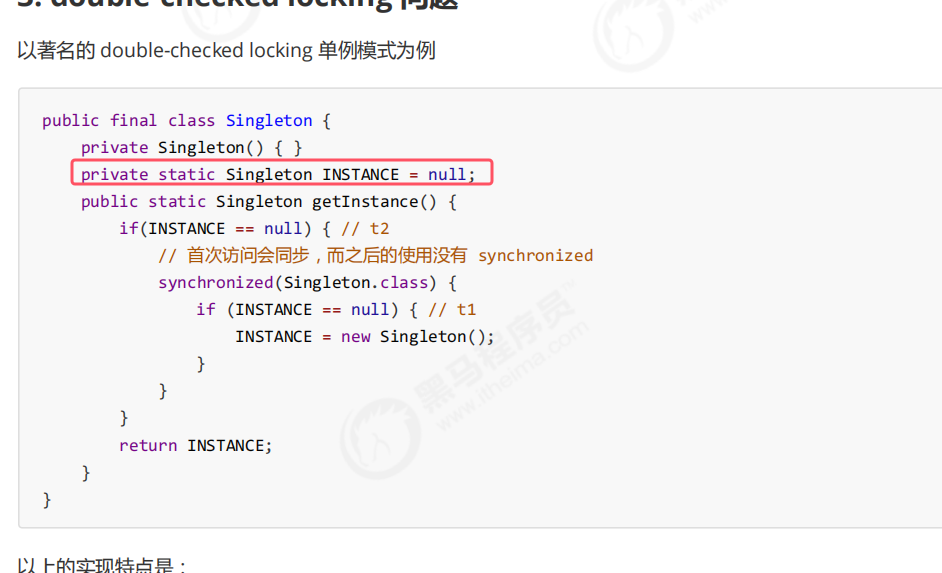 3. double-checked locking 问题
以著名的 double-checked locking 单例模式为例
public final class Singleton {
    private Singleton() { }
    private static Singleton INSTANCE = null;
    public static Singleton getInstance() {
        if(INSTANCE == null) { // t2
            // 首次访问会同步，而之后的使用没有 synchronized
            synchronized(Singleton.class) {
                if (INSTANCE == null) { // t1
                    INSTANCE = new Singleton();
                }
            }
        }
        return INSTANCE;
    }
}
黑马程序员™
www.itheima.com
以上的实现特点是：